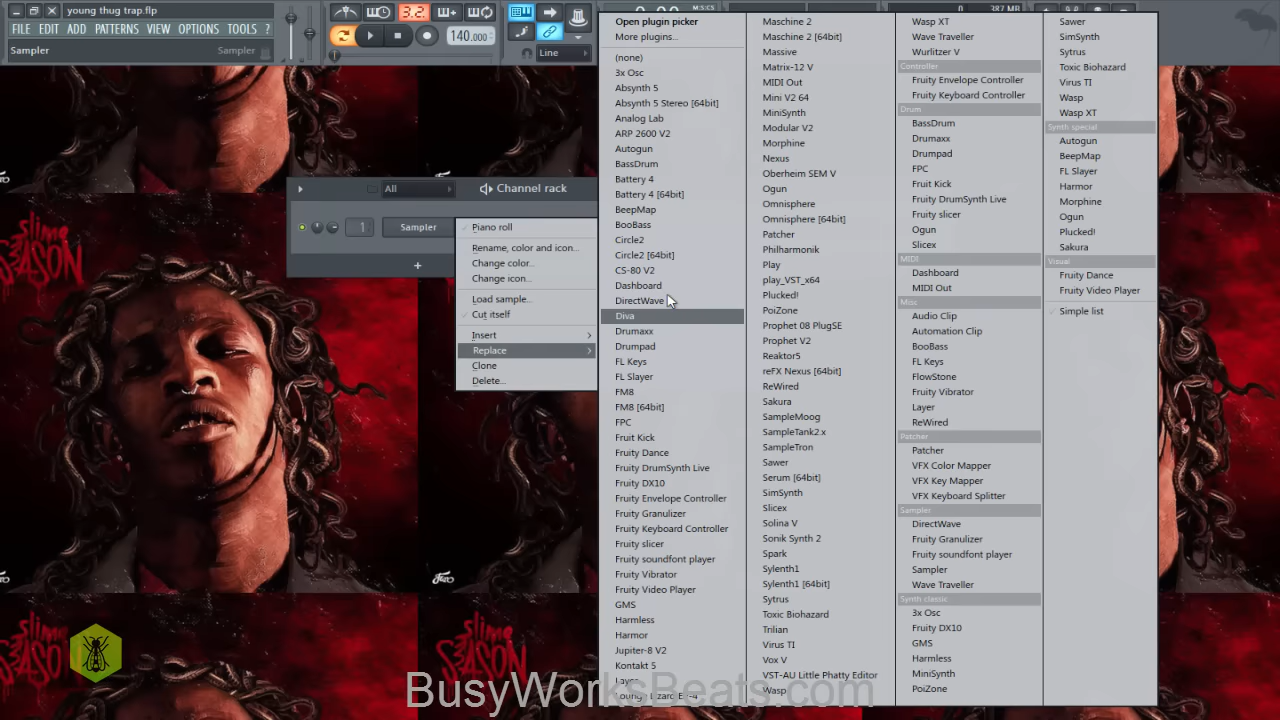 young thug trap.flp
FILE EDIT ADD PATTERNS VIEW OPTIONS TOOLS ?
Sampler Sampler
3.2.
140.000
Line
387 MB
All
Channel rack
1
Sampler
+
Piano roll
Rename, color and icon...
Change color...
Change icon...
Load sample...
Cut itself
Insert
Replace
Clone
Delete...
Open plugin picker
More plugins...
(none)
3x Osc
Absynth 5
Absynth 5 Stereo [64bit]
Analog Lab
ARP 2600 V2
Autogun
BassDrum
Battery 4
Battery 4 [64bit]
BeepMap
BooBass
Circle2
Circle2 [64bit]
CS-80 V2
Dashboard
DirectWave
Diva
Drumaxx
Drumpad
FL Keys
FL Slayer
FM8
FM8 [64bit]
FPC
Fruit Kick
Fruity Dance
Fruity DrumSynth Live
Fruity DX10
Fruity Envelope Controller
Fruity Granulizer
Fruity Keyboard Controller
Fruity slicer
Fruity soundfont player
Fruity Vibrator
Fruity Video Player
GMS
Harmless
Harmor
Jupiter-8 V2
Kontakt 5
Layer
Maschine 2
Maschine 2 [64bit]
Massive
Matrix-12 V
MIDI Out
Mini V2 64
MiniSynth
Modular V2
Morphine
Nexus
Oberheim SEM V
Ogun
Omnisphere
Omnisphere [64bit]
Patcher
Philharmonik
Play
play_VST_x64
Plucked!
PoiZone
Prophet 08 PlugSE
Prophet V2
Reaktor5
reFX Nexus [64bit]
ReWired
Sakura
SampleMoog
SampleTank2.x
SampleTron
Sawer
Serum [64bit]
SimSynth
Slicex
Solina V
Sonik Synth 2
Spark
Sylenth1
Sylenth1 [64bit]
Sytrus
Toxic Biohazard
Trilian
Virus TI
Vox V
VST-AU Little Phatty Editor
Wasp
Wasp XT
Wave Traveller
Wurlitzer V
Controller
Fruity Envelope Controller
Fruity Keyboard Controller
Drum
BassDrum
Drumaxx
Drumpad
FPC
Fruit Kick
Fruity DrumSynth Live
Fruity slicer
Ogun
Slicex
MIDI
Dashboard
MIDI Out
Misc
Audio Clip
Automation Clip
BooBass
FL Keys
FlowStone
Fruity Vibrator
Layer
ReWired
Patcher
Patcher
VFX Color Mapper
VFX Key Mapper
VFX Keyboard Splitter
Sampler
DirectWave
Fruity Granulizer
Fruity soundfont player
Sampler
Wave Traveller
Synth classic
3x Osc
Fruity DX10
GMS
Harmless
MiniSynth
PoiZone
Sawer
SimSynth
Sytrus
Toxic Biohazard
Virus TI
Wasp
Wasp XT
Synth special
Autogun
BeepMap
FL Slayer
Harmor
Morphine
Ogun
Plucked!
Sakura
Visual
Fruity Dance
Fruity Video Player
Simple list
slime
SEASON
slime
SEASON
BusyWorksBeats.com